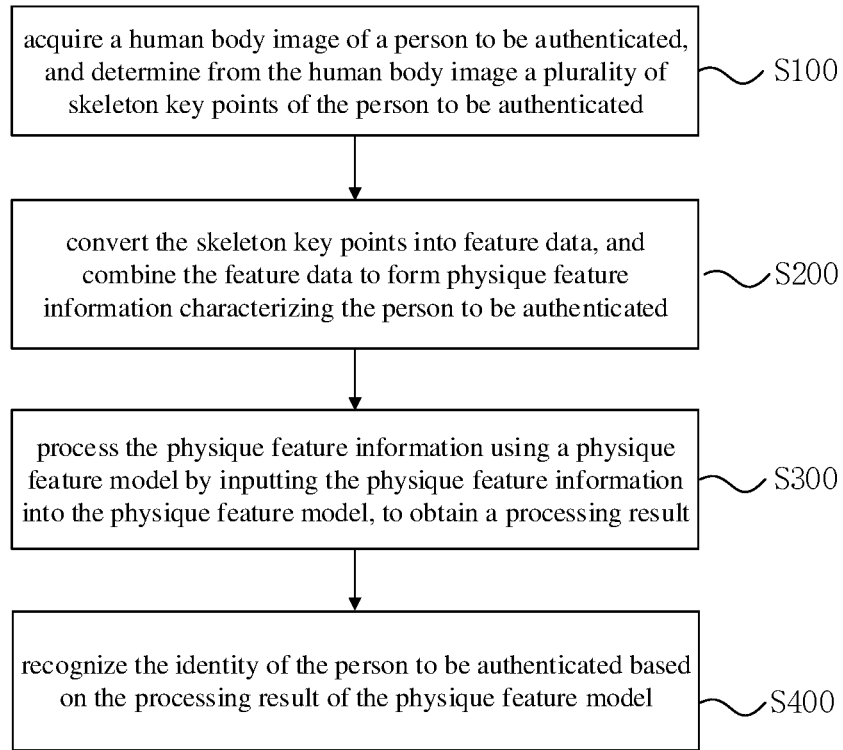 acquire a human body image of a person to be authenticated,
and determine from the human body image a plurality of
skeleton key points of the person to be authenticated
S100
convert the skeleton key points into feature data, and
combine the feature data to form physique feature
information characterizing the person to be authenticated
S200
process the physique feature information using a physique
feature model by inputting the physique feature information
into the physique feature model, to obtain a processing result
S300
recognize the identity of the person to be authenticated based
on the processing result of the physique feature model
S400